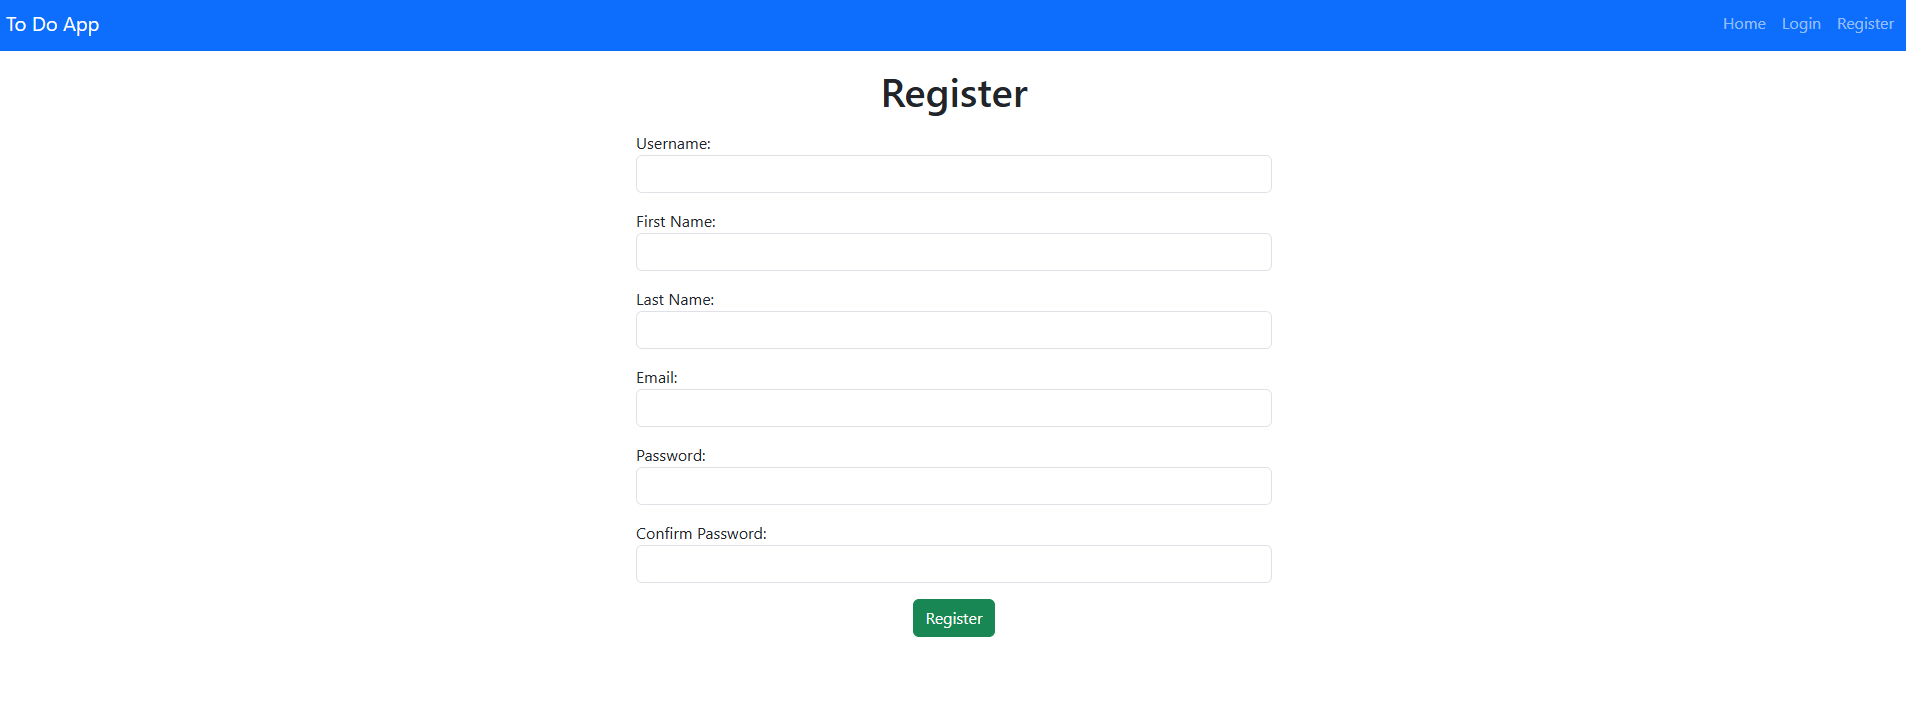 To Do App
Home Login Register
Register
Username:
First Name:
Last Name:
Email:
Password:
Confirm Password:
Register